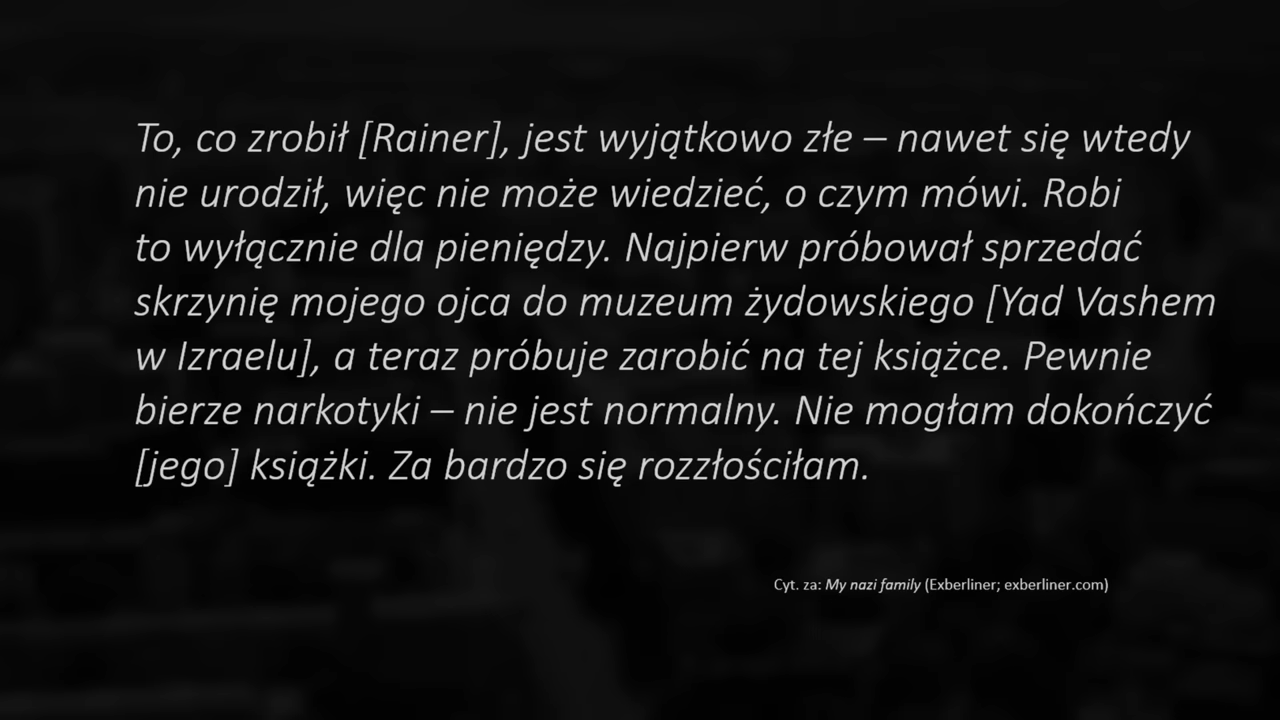 To, co zrobił [Rainer], jest wyjątkowo złe – nawet się wtedy
nie urodził, więc nie może wiedzieć, o czym mówi. Robi
to wyłącznie dla pieniędzy. Najpierw próbował sprzedać
skrzynię mojego ojca do muzeum żydowskiego [Yad Vashem
w Izraelu], a teraz próbuje zarobić na tej książce. Pewnie
bierze narkotyki – nie jest normalny. Nie mogłam dokończyć
[jego] książki. Za bardzo się rozzłościłam.
Cyt. za: My nazi family (Exberliner; exberliner.com)